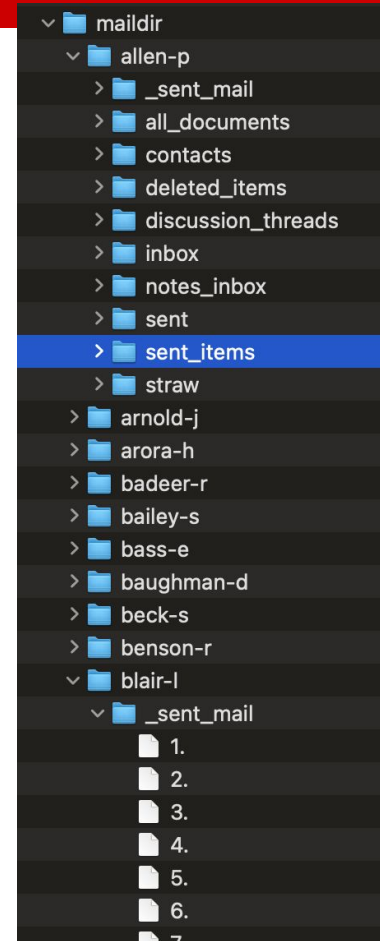 maildir
allen-p
_sent_mail
all_documents
contacts
deleted_items
discussion_threads
inbox
notes_inbox
sent
sent_items
straw
arnold-j
arora-h
badeer-r
bailey-s
bass-e
baughman-d
beck-s
benson-r
blair-l
_sent_mail
1.
2.
3.
4.
5.
6.